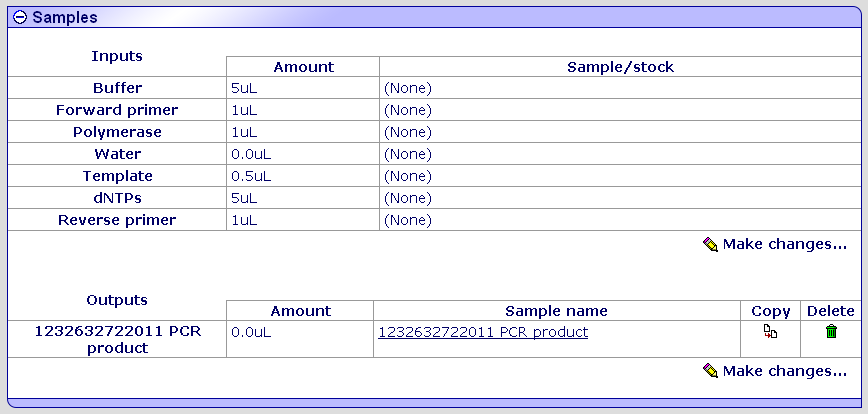 Samples
Inputs
Amount Sample/stock
Buffer 5uL (None)
Forward primer 1uL (None)
Polymerase 1uL (None)
Water 0.0uL (None)
Template 0.5uL (None)
dNTPs 5uL (None)
Reverse primer 1uL (None)
Make changes...
Outputs
Amount Sample name Copy Delete
1232632722011 PCR product 0.0uL 1232632722011 PCR product
Make changes...